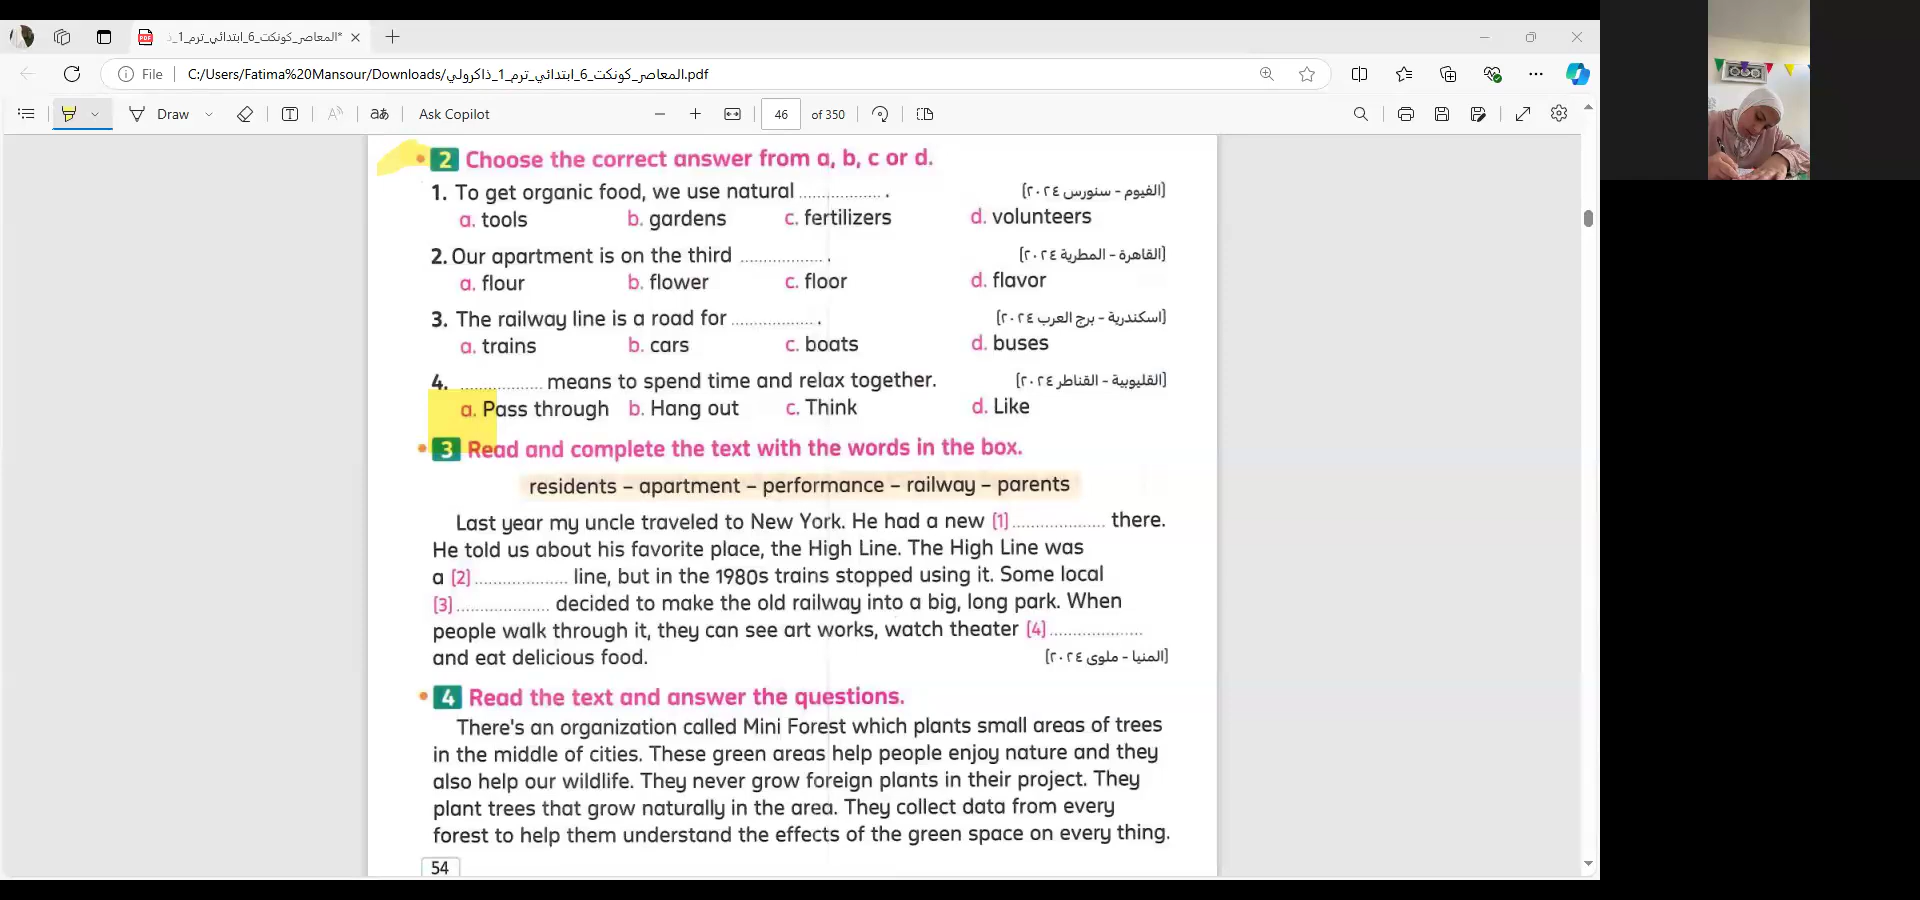 المعاصر_كونكت_6_ابتدائي_ترم_1_ذ*
File
C:/Users/Fatima%20Mansour/Downloads/المعاصر_كونكت_6_ابتدائي_ترم_1_ذاكرولي.pdf
Draw
Ask Copilot
46
of 350
2 Choose the correct answer from a, b, c or d.
1. To get organic food, we use natural ................ . [الفيوم - سنورس ٢٠٢٤]
a. tools b. gardens c. fertilizers d. volunteers
2. Our apartment is on the third ................ . [القاهرة - المطرية ٢٠٢٤]
a. flour b. flower c. floor d. flavor
3. The railway line is a road for ................ . [اسكندرية - برج العرب ٢٠٢٤]
a. trains b. cars c. boats d. buses
4. ................ means to spend time and relax together. [القليوبية - القناطر ٢٠٢٤]
a. Pass through b. Hang out c. Think d. Like
3 Read and complete the text with the words in the box.
residents – apartment – performance – railway – parents
Last year my uncle traveled to New York. He had a new [1] ................... there.
He told us about his favorite place, the High Line. The High Line was
a [2] ................... line, but in the 1980s trains stopped using it. Some local
[3] ................... decided to make the old railway into a big, long park. When
people walk through it, they can see art works, watch theater [4] ...................
and eat delicious food. [المنيا - ملوى ٢٠٢٤]
4 Read the text and answer the questions.
There's an organization called Mini Forest which plants small areas of trees
in the middle of cities. These green areas help people enjoy nature and they
also help our wildlife. They never grow foreign plants in their project. They
plant trees that grow naturally in the area. They collect data from every
forest to help them understand the effects of the green space on every thing.
54